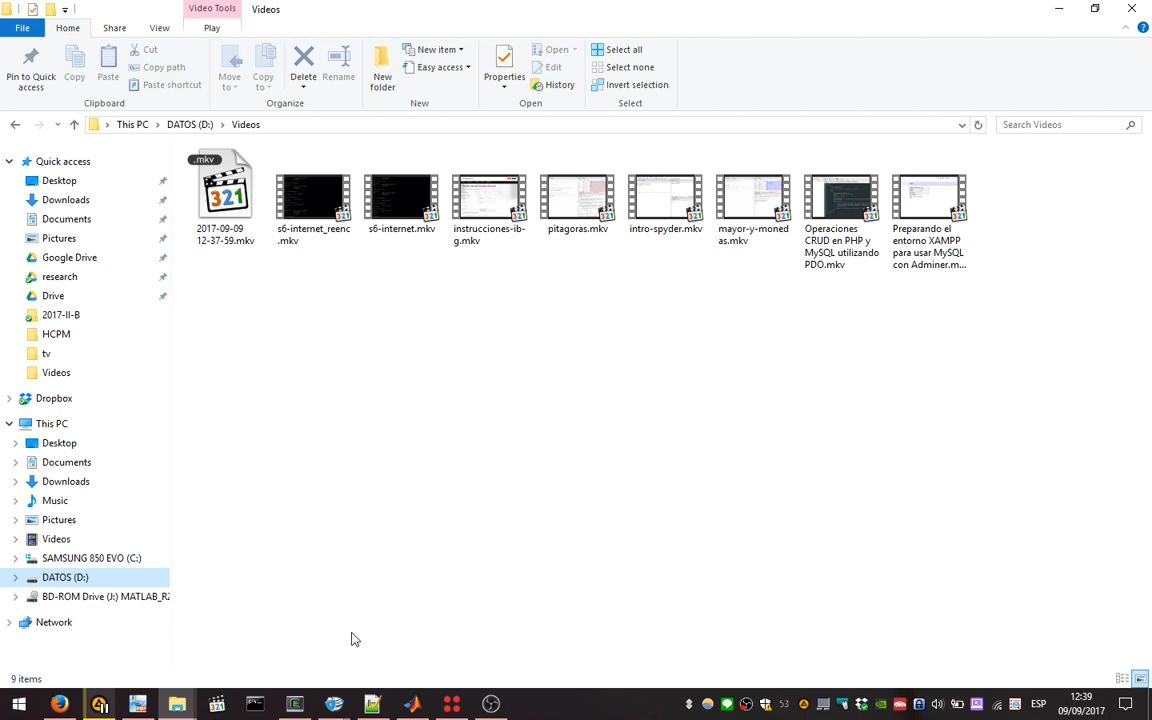 Video Tools
Videos
File
Home
Share
View
Play
Pin to Quick
access
Copy
Paste
Cut
Copy path
Paste shortcut
Clipboard
Move
to
Copy
to
Delete
Rename
Organize
New
folder
New item
Easy access
New
Properties
Open
Edit
History
Open
Select all
Select none
Invert selection
Select
This PC
DATOS (D:)
Videos
Search Videos
Quick access
Desktop
Downloads
Documents
Pictures
Google Drive
research
Drive
2017-II-B
HCPM
tv
Videos
Dropbox
This PC
Desktop
Documents
Downloads
Music
Pictures
Videos
SAMSUNG 850 EVO (C:)
DATOS (D:)
BD-ROM Drive (J:) MATLAB_R2
Network
.mkv
321
2017-09-09
12-37-59.mkv
s6-internet_reenc
.mkv
s6-internet.mkv
instrucciones-ib-
g.mkv
pitagoras.mkv
intro-spyder.mkv
mayor-y-moned
as.mkv
Operaciones
CRUD en PHP y
MySQL utilizando
PDO.mkv
Preparando el
entorno XAMPP
para usar MySQL
con Adminer.m...
9 items
53
ESP
12:39
09/09/2017